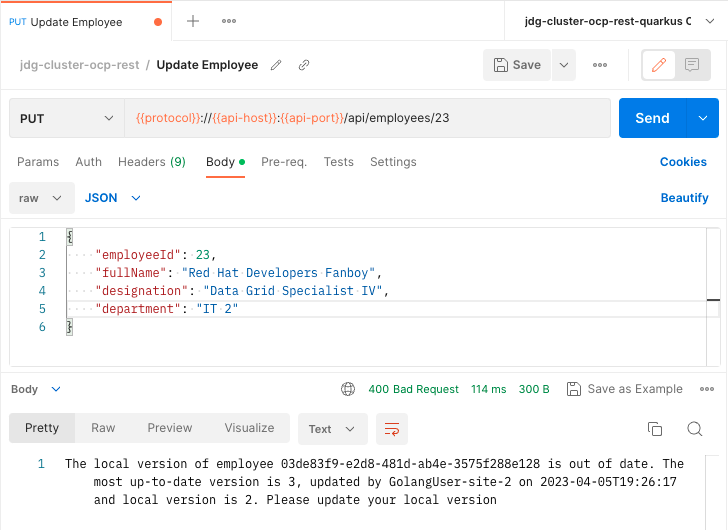 PUT Update Employee
jdg-cluster-ocp-rest-quarkus C
jdg-cluster-ocp-rest / Update Employee
Save
PUT {{protocol}}://{{api-host}}:{{api-port}}/api/employees/23 Send
Params Auth Headers (9) Body Pre-req. Tests Settings Cookies
raw JSON Beautify
1 {
2 "employeeId": 23,
3 "fullName": "Red Hat Developers Fanboy",
4 "designation": "Data Grid Specialist IV",
5 "department": "IT 2"
6 }
Body 400 Bad Request 114 ms 300 B Save as Example
Pretty Raw Preview Visualize Text
1 The local version of employee 03de83f9-e2d8-481d-ab4e-3575f288e128 is out of date. The
most up-to-date version is 3, updated by GolangUser-site-2 on 2023-04-05T19:26:17
and local version is 2. Please update your local version